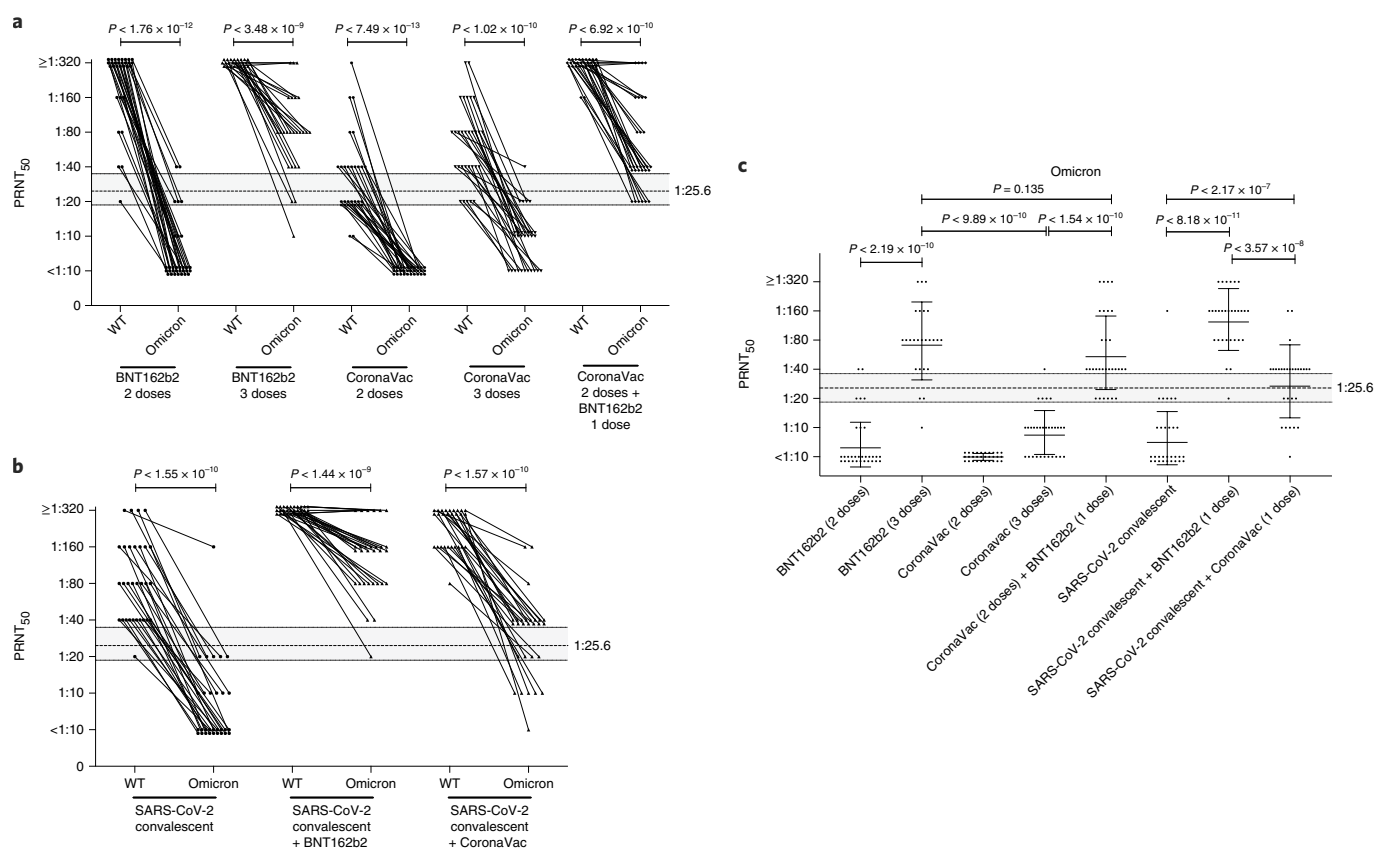 a
P < 1.76 × 10⁻¹² P < 3.48 × 10⁻⁹ P < 7.49 × 10⁻¹³ P < 1.02 × 10⁻¹⁰ P < 6.92 × 10⁻¹⁰
≥1:320
1:160
1:80
1:40
1:20
1:10
<1:10
0
PRNT₅₀
1:25.6
WT Omicron WT Omicron WT Omicron WT Omicron WT Omicron
BNT162b2
2 doses
BNT162b2
3 doses
CoronaVac
2 doses
CoronaVac
3 doses
CoronaVac
2 doses +
BNT162b2
1 dose
b
P < 1.55 × 10⁻¹⁰ P < 1.44 × 10⁻⁹ P < 1.57 × 10⁻¹⁰
≥1:320
1:160
1:80
1:40
1:20
1:10
<1:10
0
PRNT₅₀
1:25.6
WT Omicron WT Omicron WT Omicron
SARS-CoV-2
convalescent
SARS-CoV-2
convalescent
+ BNT162b2
SARS-CoV-2
convalescent
+ CoronaVac
c
Omicron
P = 0.135 P < 2.17 × 10⁻⁷
P < 9.89 × 10⁻¹⁰ P < 1.54 × 10⁻¹⁰ P < 8.18 × 10⁻¹¹
P < 2.19 × 10⁻¹⁰ P < 3.57 × 10⁻⁸
≥1:320
1:160
1:80
1:40
1:20
1:10
<1:10
PRNT₅₀
1:25.6
BNT162b2 (2 doses)
BNT162b2 (3 doses)
CoronaVac (2 doses)
Coronavac (3 doses)
CoronaVac (2 doses) + BNT162b2 (1 dose)
SARS-CoV-2 convalescent
SARS-CoV-2 convalescent + BNT162b2 (1 dose)
SARS-CoV-2 convalescent + CoronaVac (1 dose)